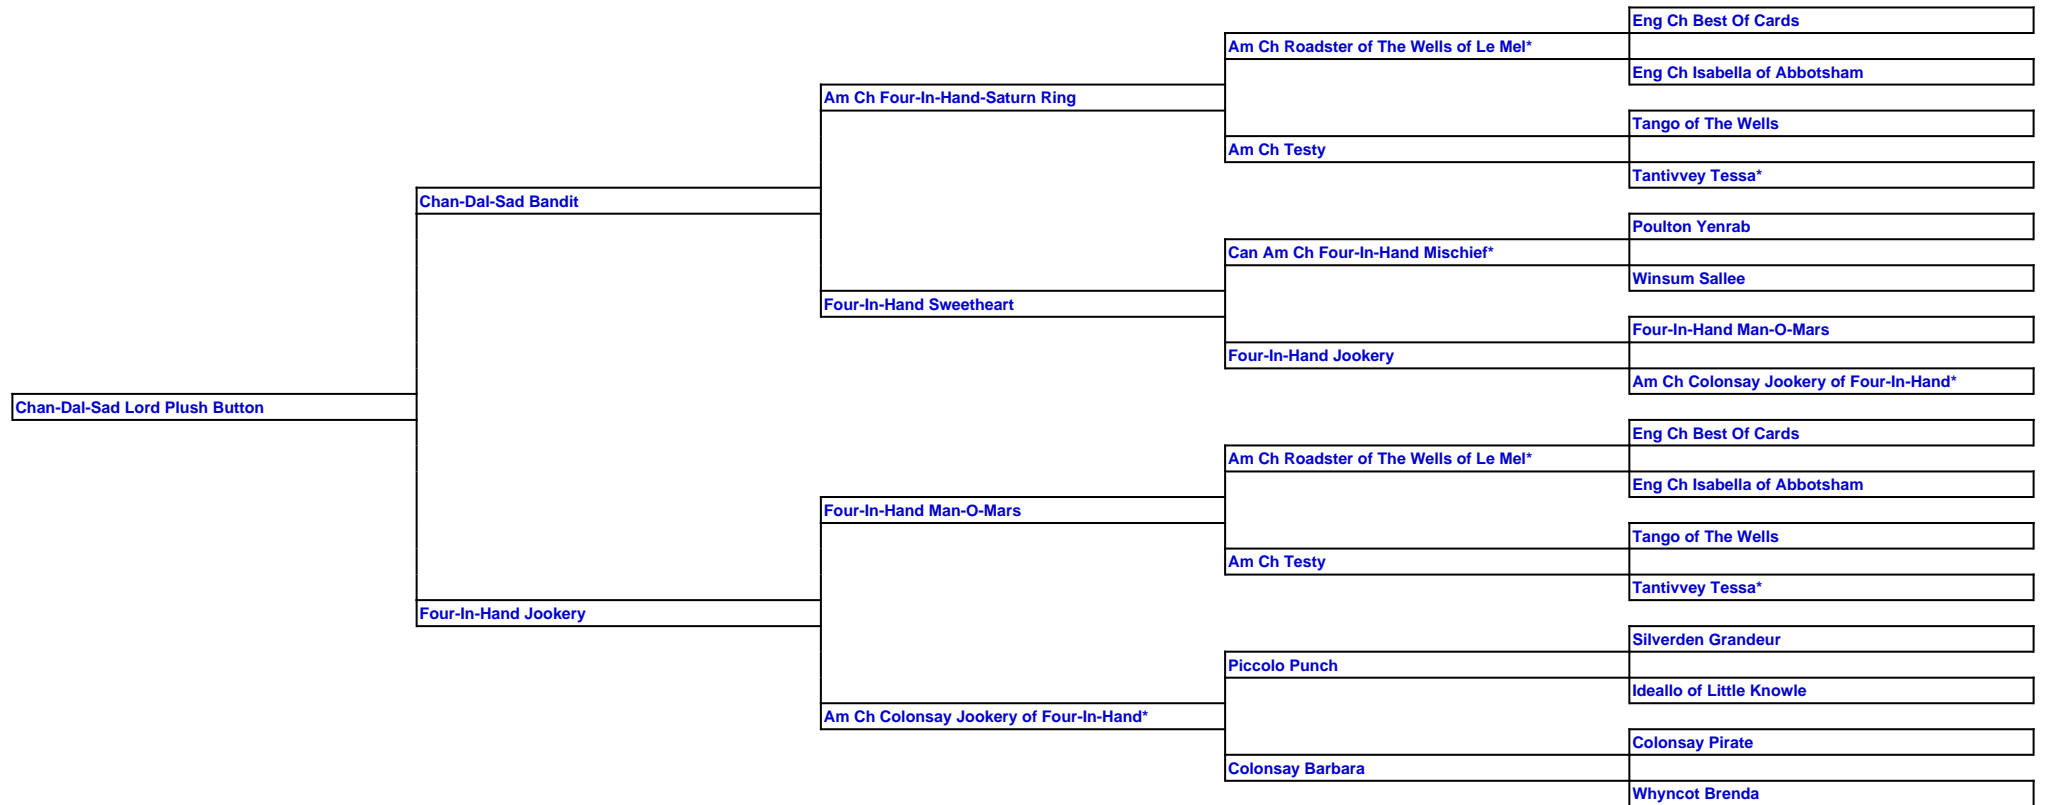 Eng Ch Best Of Cards
Am Ch Roadster of The Wells of Le Mel*
Eng Ch Isabella of Abbotsham
Am Ch Four-In-Hand-Saturn Ring
Tango of The Wells
Am Ch Testy
Tantivvey Tessa*
Chan-Dal-Sad Bandit
Poulton Yenrab
Can Am Ch Four-In-Hand Mischief*
Winsum Sallee
Four-In-Hand Sweetheart
Four-In-Hand Man-O-Mars
Four-In-Hand Jookery
Am Ch Colonsay Jookery of Four-In-Hand*
Chan-Dal-Sad Lord Plush Button
Eng Ch Best Of Cards
Am Ch Roadster of The Wells of Le Mel*
Eng Ch Isabella of Abbotsham
Four-In-Hand Man-O-Mars
Tango of The Wells
Am Ch Testy
Tantivvey Tessa*
Four-In-Hand Jookery
Silverden Grandeur
Piccolo Punch
Ideallo of Little Knowle
Am Ch Colonsay Jookery of Four-In-Hand*
Colonsay Pirate
Colonsay Barbara
Whyncot Brenda